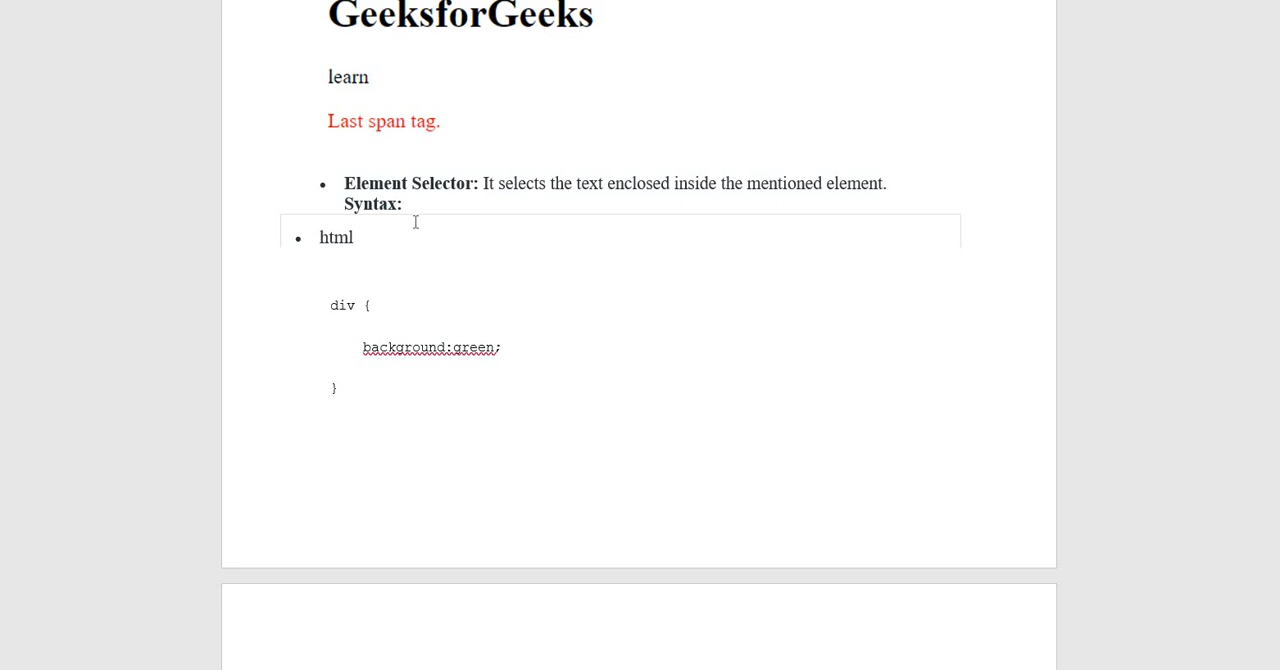 GeeksforGeeks
learn
Last span tag.
• Element Selector: It selects the text enclosed inside the mentioned element.
Syntax:
• html
div {
background:green;
}